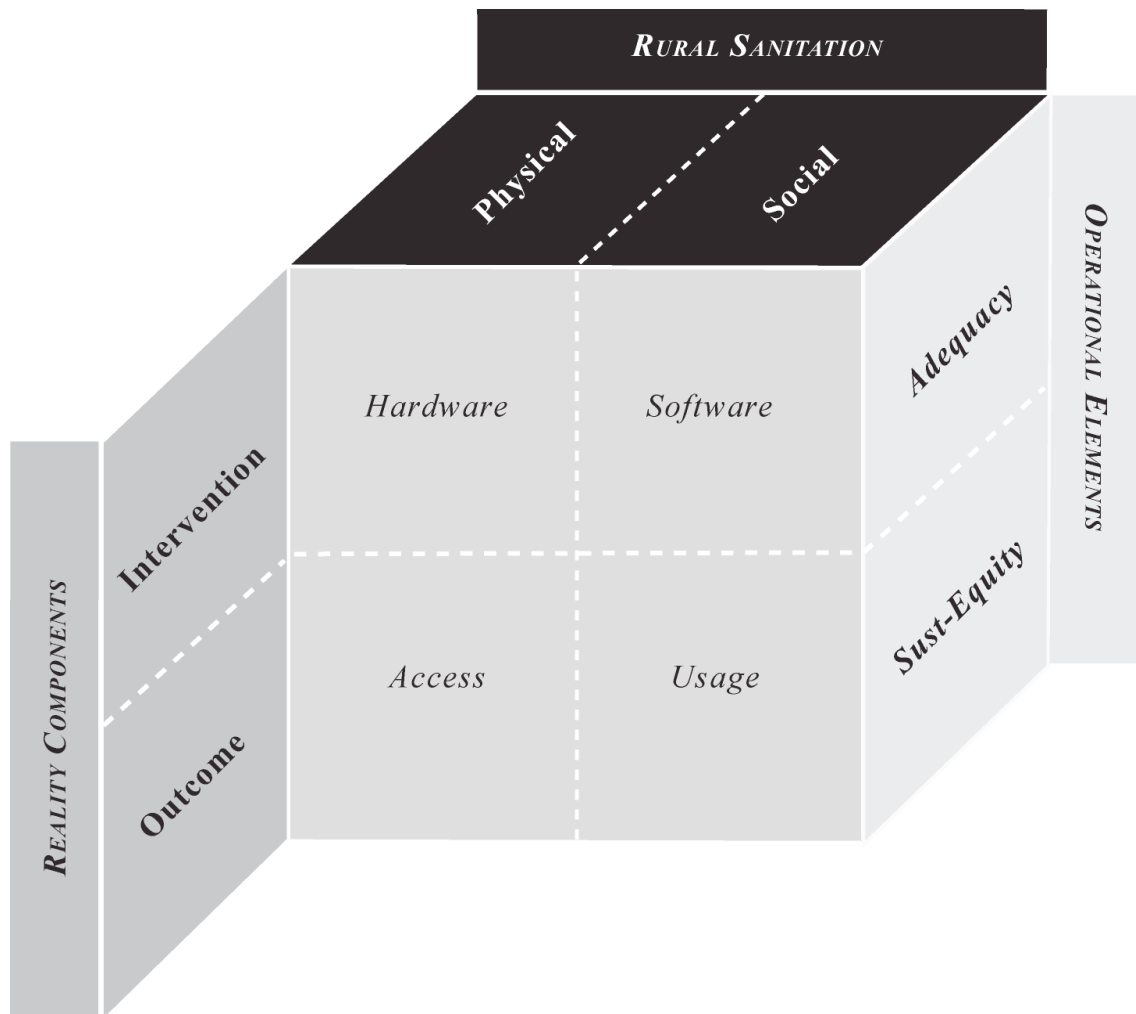 RURAL SANITATION
Physical
Social
OPERATIONAL ELEMENTS
Hardware
Software
Adequacy
Intervention
Sust-Equity
Access
Usage
REALITY COMPONENTS
Outcome